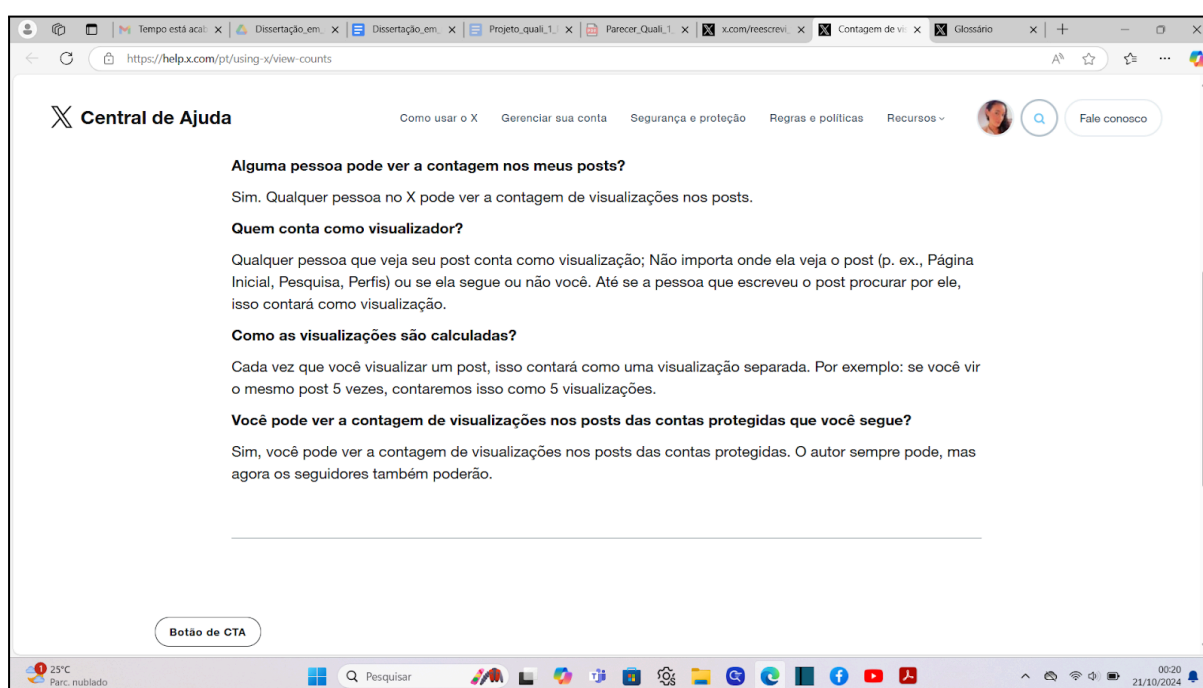 Tempo está acab
Dissertação_em_
Dissertação_em_
Projeto_quali_1_
Parecer_Quali_1_
x.com/reescrevi_
Contagem de vis
Glossário
https://help.x.com/pt/using-x/view-counts
Central de Ajuda
Como usar o X
Gerenciar sua conta
Segurança e proteção
Regras e políticas
Recursos
Fale conosco
Alguma pessoa pode ver a contagem nos meus posts?
Sim. Qualquer pessoa no X pode ver a contagem de visualizações nos posts.
Quem conta como visualizador?
Qualquer pessoa que veja seu post conta como visualização; Não importa onde ela veja o post (p. ex., Página
Inicial, Pesquisa, Perfis) ou se ela segue ou não você. Até se a pessoa que escreveu o post procurar por ele,
isso contará como visualização.
Como as visualizações são calculadas?
Cada vez que você visualizar um post, isso contará como uma visualização separada. Por exemplo: se você vir
o mesmo post 5 vezes, contaremos isso como 5 visualizações.
Você pode ver a contagem de visualizações nos posts das contas protegidas que você segue?
Sim, você pode ver a contagem de visualizações nos posts das contas protegidas. O autor sempre pode, mas
agora os seguidores também poderão.
Botão de CTA
1
25°C
Parc. nublado
Pesquisar
00:20
21/10/2024